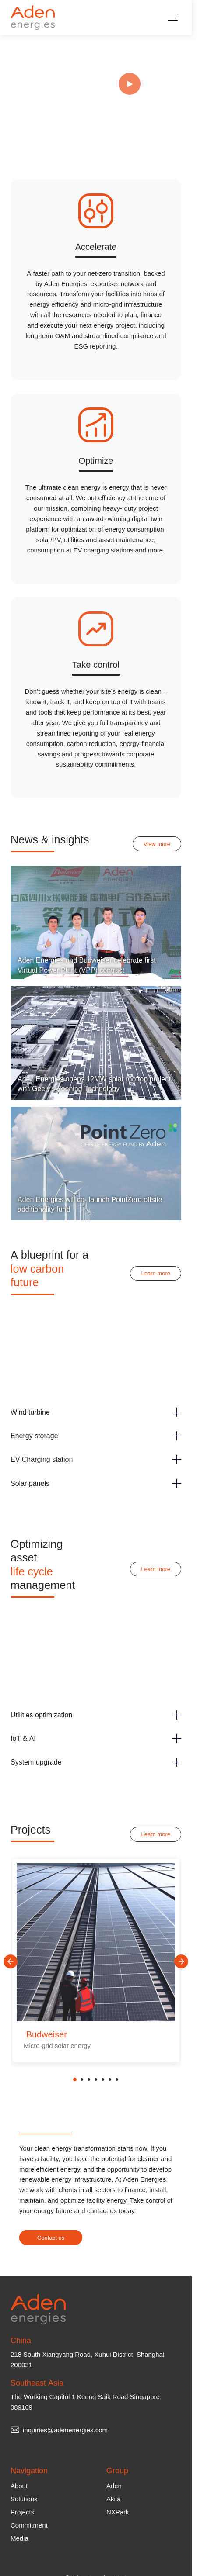 Aden
energies
Accelerate
A faster path to your net-zero transition, backed
by Aden Energies' expertise, network and
resources. Transform your facilities into hubs of
energy efficiency and micro-grid infrastructure
with all the resources needed to plan, finance
and execute your next energy project, including
long-term O&M and streamlined compliance and
ESG reporting.
Optimize
The ultimate clean energy is energy that is never
consumed at all. We put efficiency at the core of
our mission, combining heavy- duty project
experience with an award- winning digital twin
platform for optimization of energy consumption,
solar/PV, utilities and asset maintenance,
consumption at EV charging stations and more.
Take control
Don't guess whether your site's energy is clean –
know it, track it, and keep on top of it with teams
and tools that keep performance at its best, year
after year. We give you full transparency and
streamlined reporting of your real energy
consumption, carbon reduction, energy-financial
savings and progress towards corporate
sustainability commitments.
News & insights
View more
Aden Energies and Budweiser celebrate first
Virtual Power Plant (VPP) contract
Aden Energies
12MW solar rooftop project
with
PointZero
DROP FUND BY Aden
Aden Energies
launch PointZero offsite
additionality fund
A blueprint for a
low carbon
future
Learn more
Wind turbine
Energy storage
EV Charging station
Solar panels
Optimizing
asset
life cycle
management
Learn more
Utilities optimization
IoT & AI
System upgrade
Projects
Learn more
Budweiser
Micro-grid solar energy
Your clean energy transformation starts now. If you
have a facility, you have the potential for cleaner and
more efficient energy, and the opportunity to develop
renewable energy infrastructure. At Aden Energies,
we work with clients in all sectors to finance, install,
maintain, and optimize facility energy. Take control of
your energy future and contact us today.
Contact us
Aden
energies
China
218 South Xiangyang Road, Xuhui District, Shanghai
200031
Southeast Asia
The Working Capitol 1 Keong Saik Road Singapore
089109
inquiries@adenenergies.com
Navigation
Group
About
Aden
Solutions
Akila
Projects
NXPark
Commitment
Media